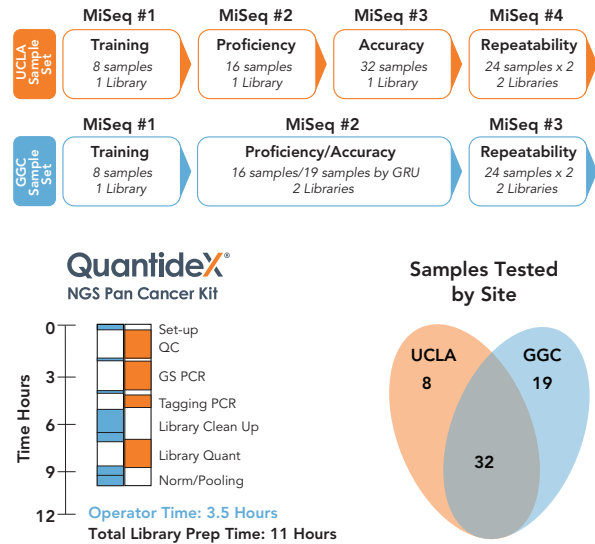 MiSeq #1
MiSeq #2
MiSeq #3
MiSeq #4
UCLA
Sample
Set
Training
8 samples
1 Library
Proficiency
16 samples
1 Library
Accuracy
32 samples
1 Library
Repeatability
24 samples x 2
2 Libraries
MiSeq #1
MiSeq #2
MiSeq #3
GGC
Sample
Set
Training
8 samples
1 Library
Proficiency/Accuracy
16 samples/19 samples by GRU
2 Libraries
Repeatability
24 samples x 2
2 Libraries
QuantideX®
NGS Pan Cancer Kit
Time Hours
0
3
6
9
12
Set-up
QC
GS PCR
Tagging PCR
Library Clean Up
Library Quant
Norm/Pooling
Operator Time: 3.5 Hours
Total Library Prep Time: 11 Hours
Samples Tested
by Site
UCLA
8
GGC
19
32